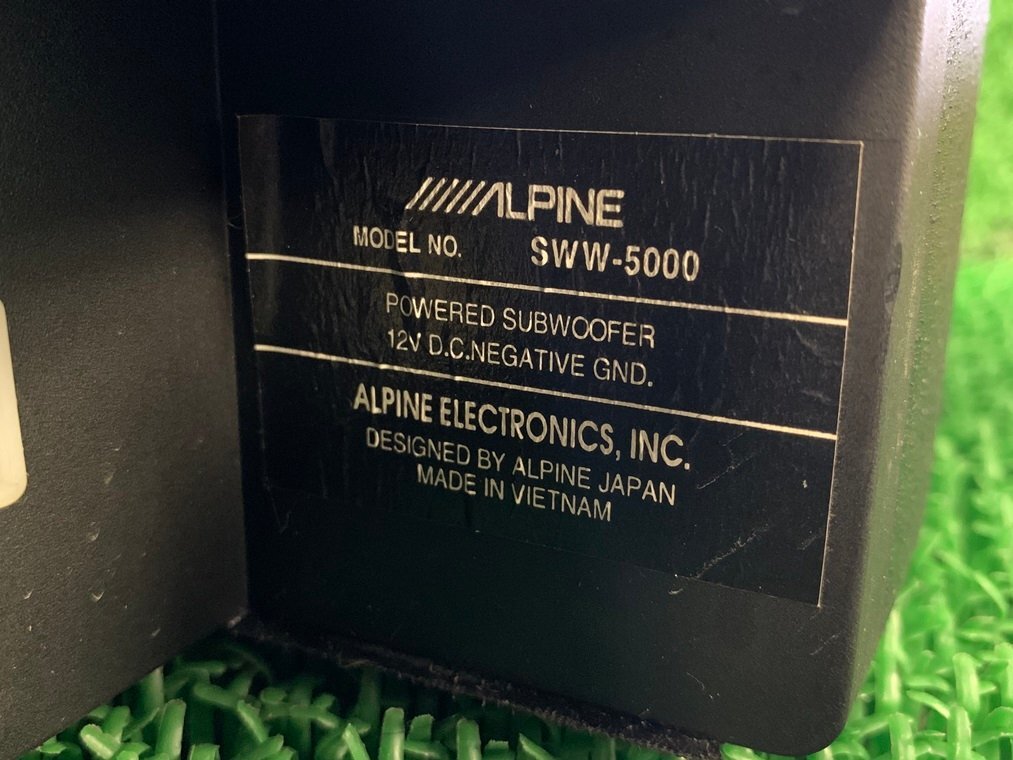 ALPINE
MODEL NO. SWW-5000
POWERED SUBWOOFER
12V D.C.NEGATIVE GND.
ALPINE ELECTRONICS, INC.
DESIGNED BY ALPINE JAPAN
MADE IN VIETNAM